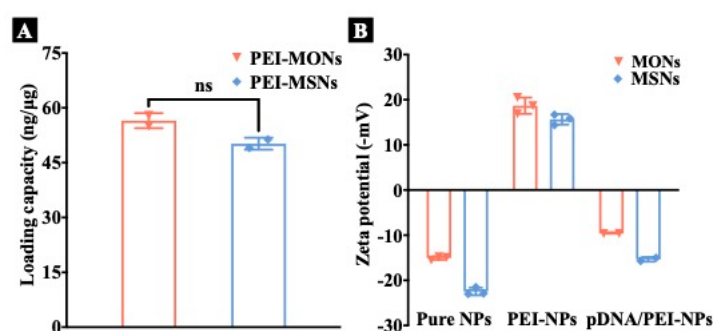 A
Loading capacity (ng/μg)
75
60
45
30
15
0
PEI-MONs
PEI-MSNs
ns
B
Zeta potential (-mV)
30
20
10
0
-10
-20
-30
MONs
MSNs
Pure NPs PEI-NPs pDNA/PEI-NPs